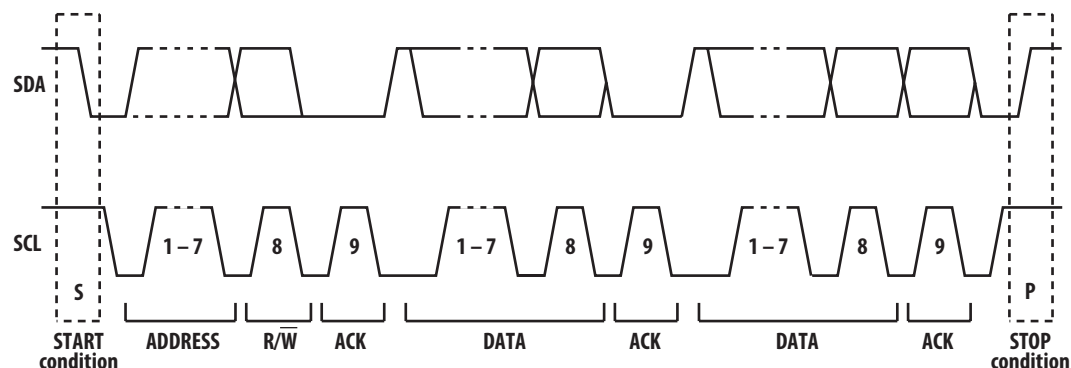 SDA
SCL
1 – 7 8 9 1 – 7 8 9 1 – 7 8 9
S P
START condition ADDRESS R/W̅ ACK DATA ACK DATA ACK STOP condition